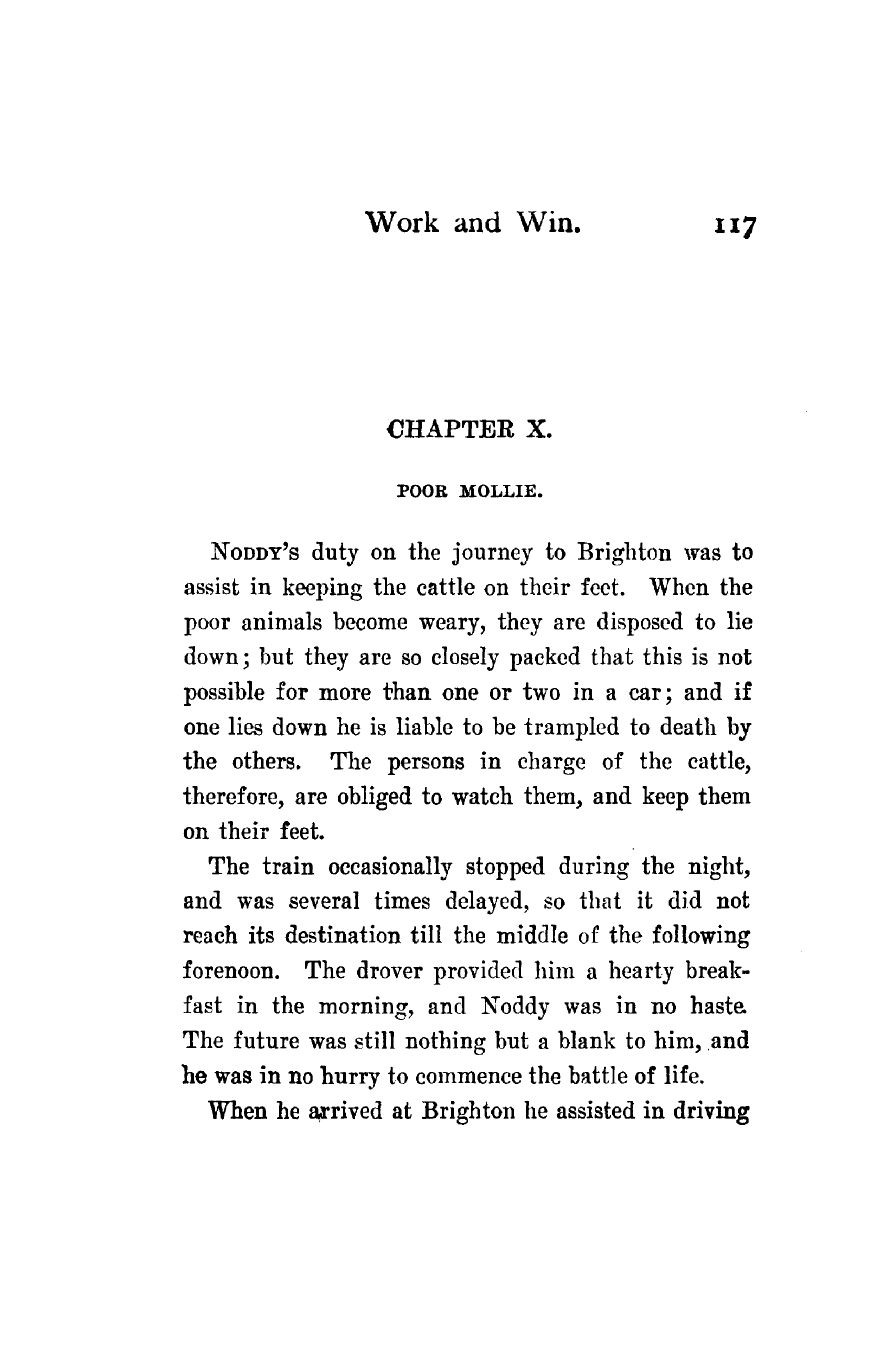 Work and Win. 117
CHAPTER X.
POOR MOLLIE.
NODDY'S duty on the journey to Brighton was to
assist in keeping the cattle on their feet. When the
poor animals become weary, they are disposed to lie
down; but they are so closely packed that this is not
possible for more than one or two in a car; and if
one lies down he is liable to be trampled to death by
the others. The persons in charge of the cattle,
therefore, are obliged to watch them, and keep them
on their feet.
The train occasionally stopped during the night,
and was several times delayed, so that it did not
reach its destination till the middle of the following
forenoon. The drover provided him a hearty break-
fast in the morning, and Noddy was in no haste.
The future was still nothing but a blank to him, and
he was in no hurry to commence the battle of life.
When he arrived at Brighton he assisted in driving